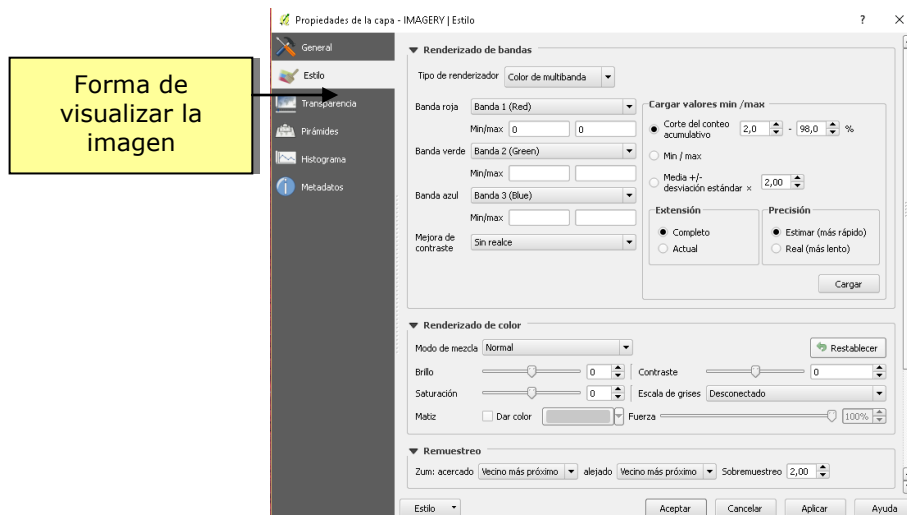 Propiedades de la capa - IMAGERY | Estilo
? X
Forma de
visualizar la
imagen
General
Estilo
Transparencia
Pirámides
Histograma
Metadatos
Renderizado de bandas
Tipo de renderizador Color de multibanda
Banda roja Banda 1 (Red)
Min/max 0 0
Banda verde Banda 2 (Green)
Min/max
Banda azul Banda 3 (Blue)
Min/max
Mejora de
contraste Sin realce
Cargar valores min /max
Corte del conteo
acumulativo 2,0 - 98,0 %
Min / max
Media +/-
desviación estándar × 2,00
Extensión
Completo
Actual
Precisión
Estimar (más rápido)
Real (más lento)
Cargar
Renderizado de color
Modo de mezcla Normal Restablecer
Brillo 0 Contraste 0
Saturación 0 Escala de grises Desconectado
Matiz Dar color Fuerza 100%
Remuestreo
Zum: acercado Vecino más próximo alejado Vecino más próximo Sobremuestreo 2,00
Estilo Aceptar Cancelar Aplicar Ayuda